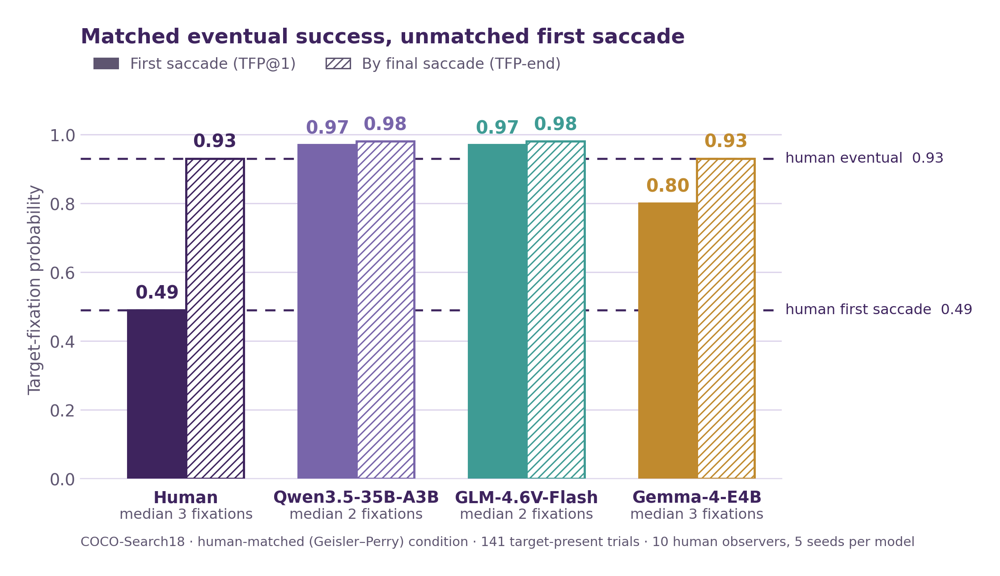 Matched eventual success, unmatched first saccade
First saccade (TFP@1) By final saccade (TFP-end)
Target-fixation probability
1.0
0.8
0.6
0.4
0.2
0.0
0.49 0.93
0.97 0.98
0.97 0.98
0.80 0.93
human eventual 0.93
human first saccade 0.49
Human Qwen3.5-35B-A3B GLM-4.6V-Flash Gemma-4-E4B
median 3 fixations median 2 fixations median 2 fixations median 3 fixations
COCO-Search18 · human-matched (Geisler–Perry) condition · 141 target-present trials · 10 human observers, 5 seeds per model